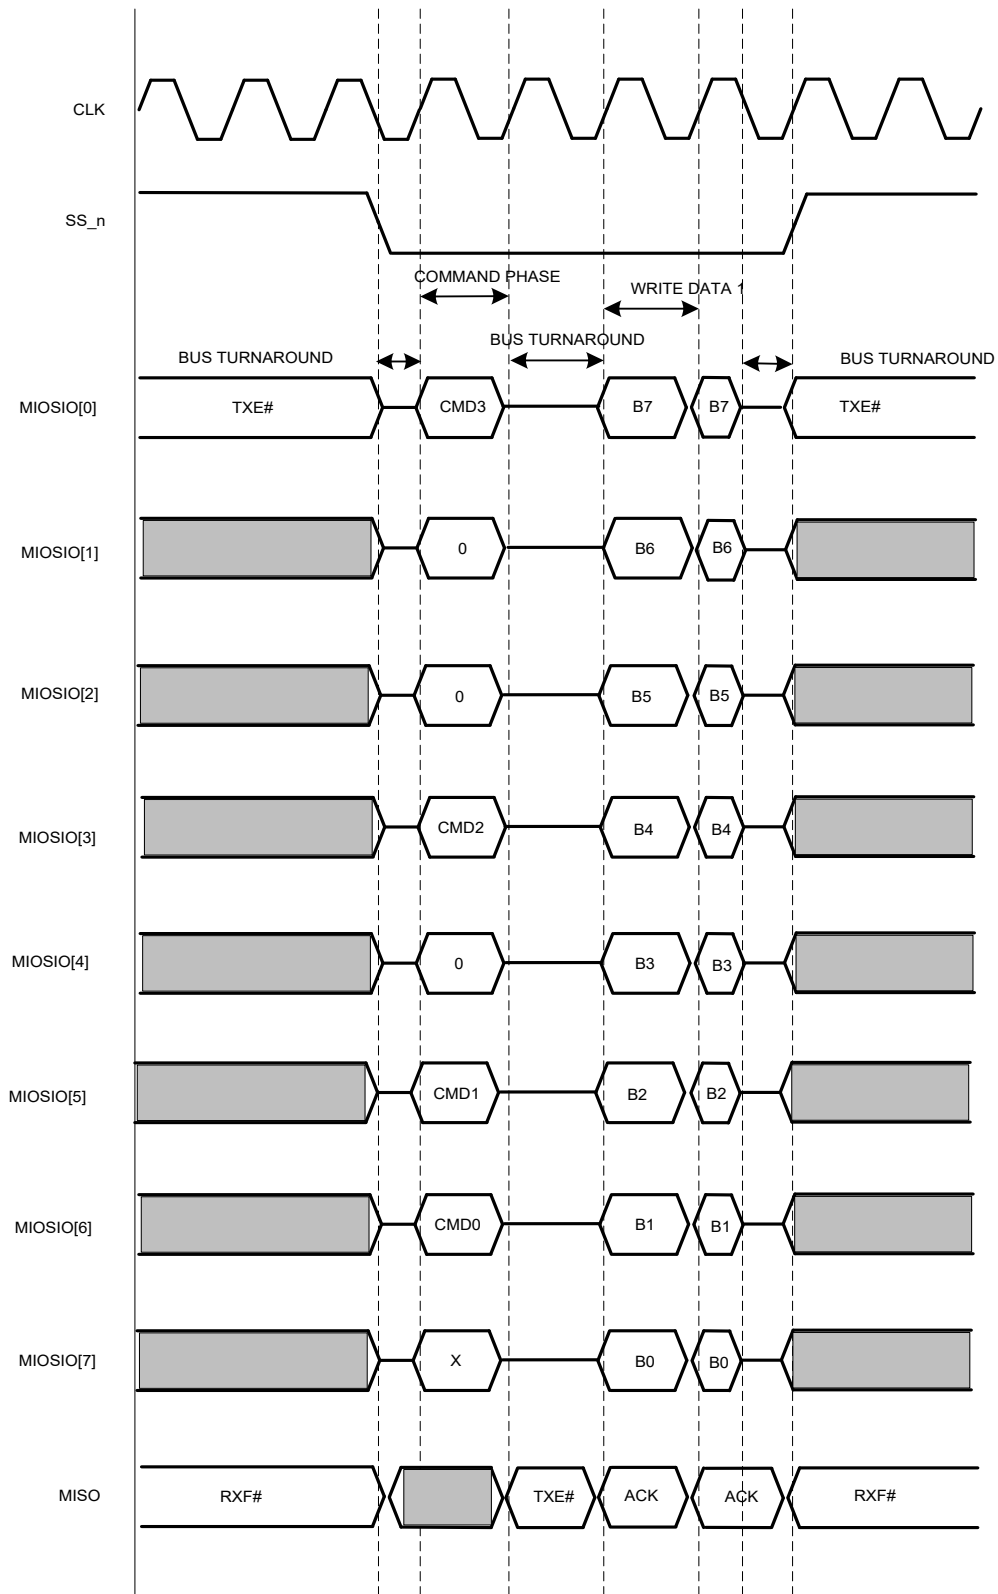 CLK
SS_n
COMMAND PHASE
WRITE DATA 1
BUS TURNAROUND
BUS TURNAROUND
BUS TURNAROUND
MIOSIO[0] TXE# CMD3 B7 B7 TXE#
MIOSIO[1] 0 B6 B6
MIOSIO[2] 0 B5 B5
MIOSIO[3] CMD2 B4 B4
MIOSIO[4] 0 B3 B3
MIOSIO[5] CMD1 B2 B2
MIOSIO[6] CMD0 B1 B1
MIOSIO[7] X B0 B0
MISO RXF# TXE# ACK ACK RXF#